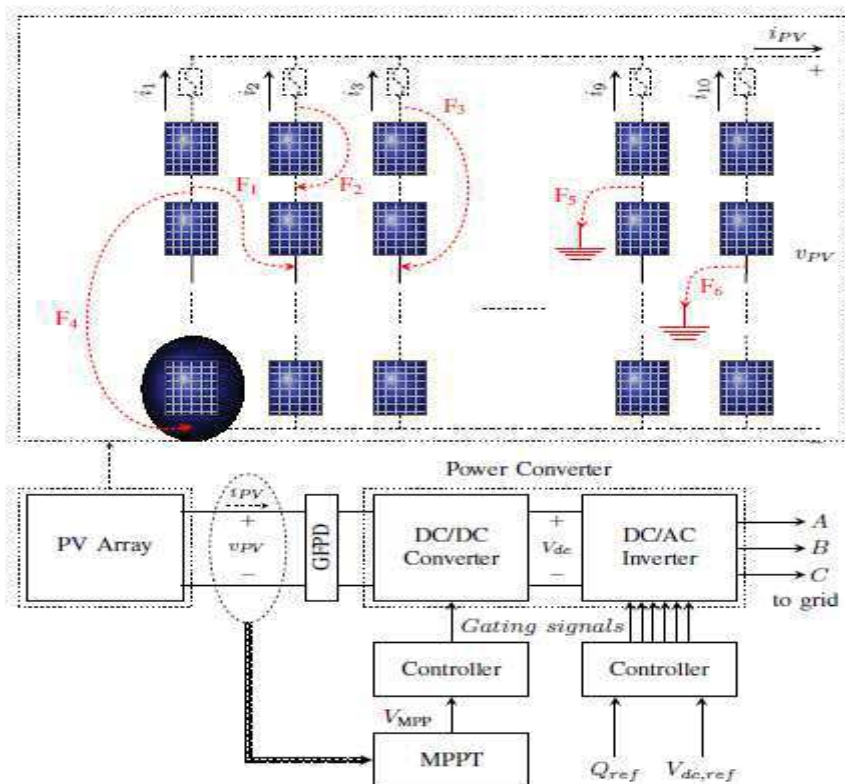 iPV
+
i1
i2
i3
i9
i10
F3
F1
F2
F5
vPV
F6
F4
−
Power Converter
PV Array
iPV
+
vPV
−
GFPD
DC/DC
Converter
+
Vdc
−
DC/AC
Inverter
A
B
C
to grid
Gating signals
Controller
Controller
VMPP
MPPT
Qref
Vdc,ref